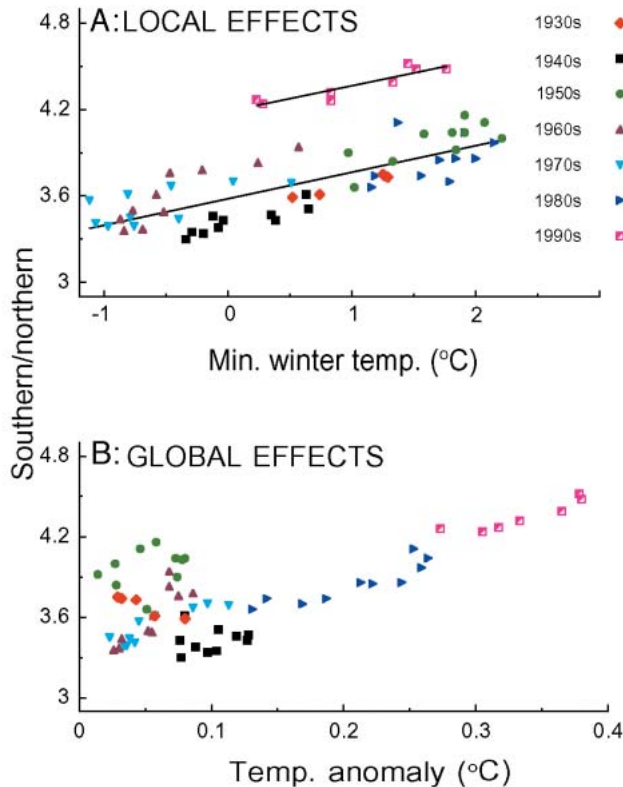 A: LOCAL EFFECTS
1930s
1940s
1950s
1960s
1970s
1980s
1990s
4.8
4.2
3.6
3
-1 0 1 2
Min. winter temp. (°C)
Southern/northern
B: GLOBAL EFFECTS
4.8
4.2
3.6
3
0 0.1 0.2 0.3 0.4
Temp. anomaly (°C)